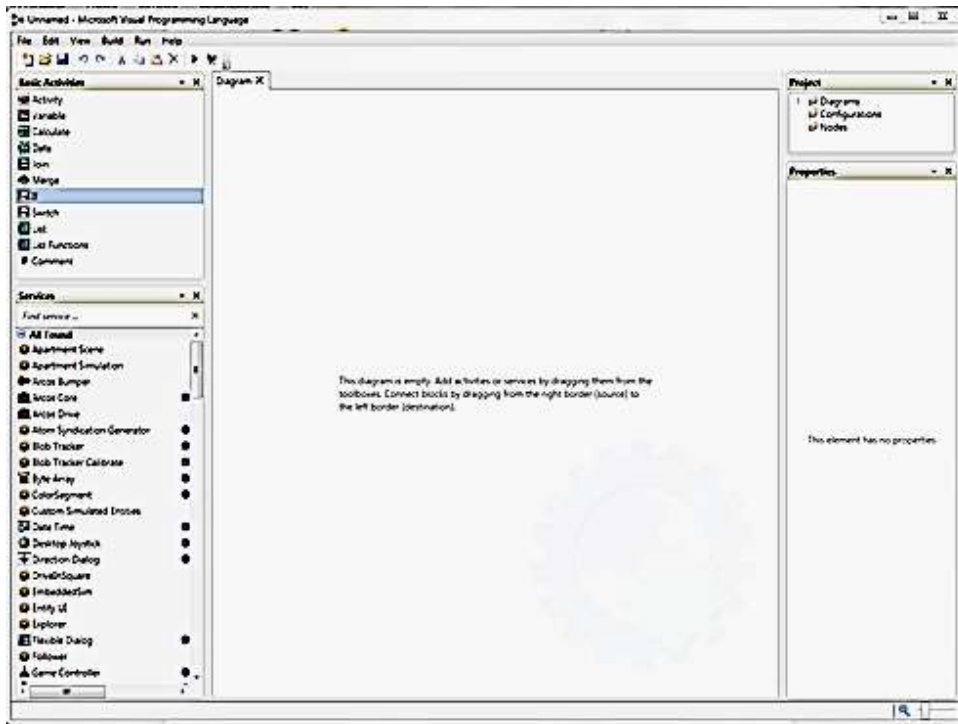 Unnamed - Microsoft Visual Programming Language
File Edit View Build Run Help
Basic Activities
Activity
Variable
Calculate
Data
Join
Merge
If
Switch
List
List Functions
Comment
Services
Find service...
All Found
Apartment Scene
Apartment Simulation
Arcos Bumper
Arcos Core
Arcos Drive
Atom Syndication Generator
Blob Tracker
Blob Tracker Calibrate
Byte Array
ColorSegment
Custom Simulated Entities
Date Time
Desktop Joystick
Direction Dialog
DriveInSquare
EmbeddedSim
Entity UI
Explorer
Flexible Dialog
Follower
Game Controller
Diagram
This diagram is empty. Add activities or services by dragging them from the
toolboxes. Connect blocks by dragging from the right border (source) to
the left border (destination).
Project
Diagrams
Configurations
Nodes
Properties
This element has no properties.